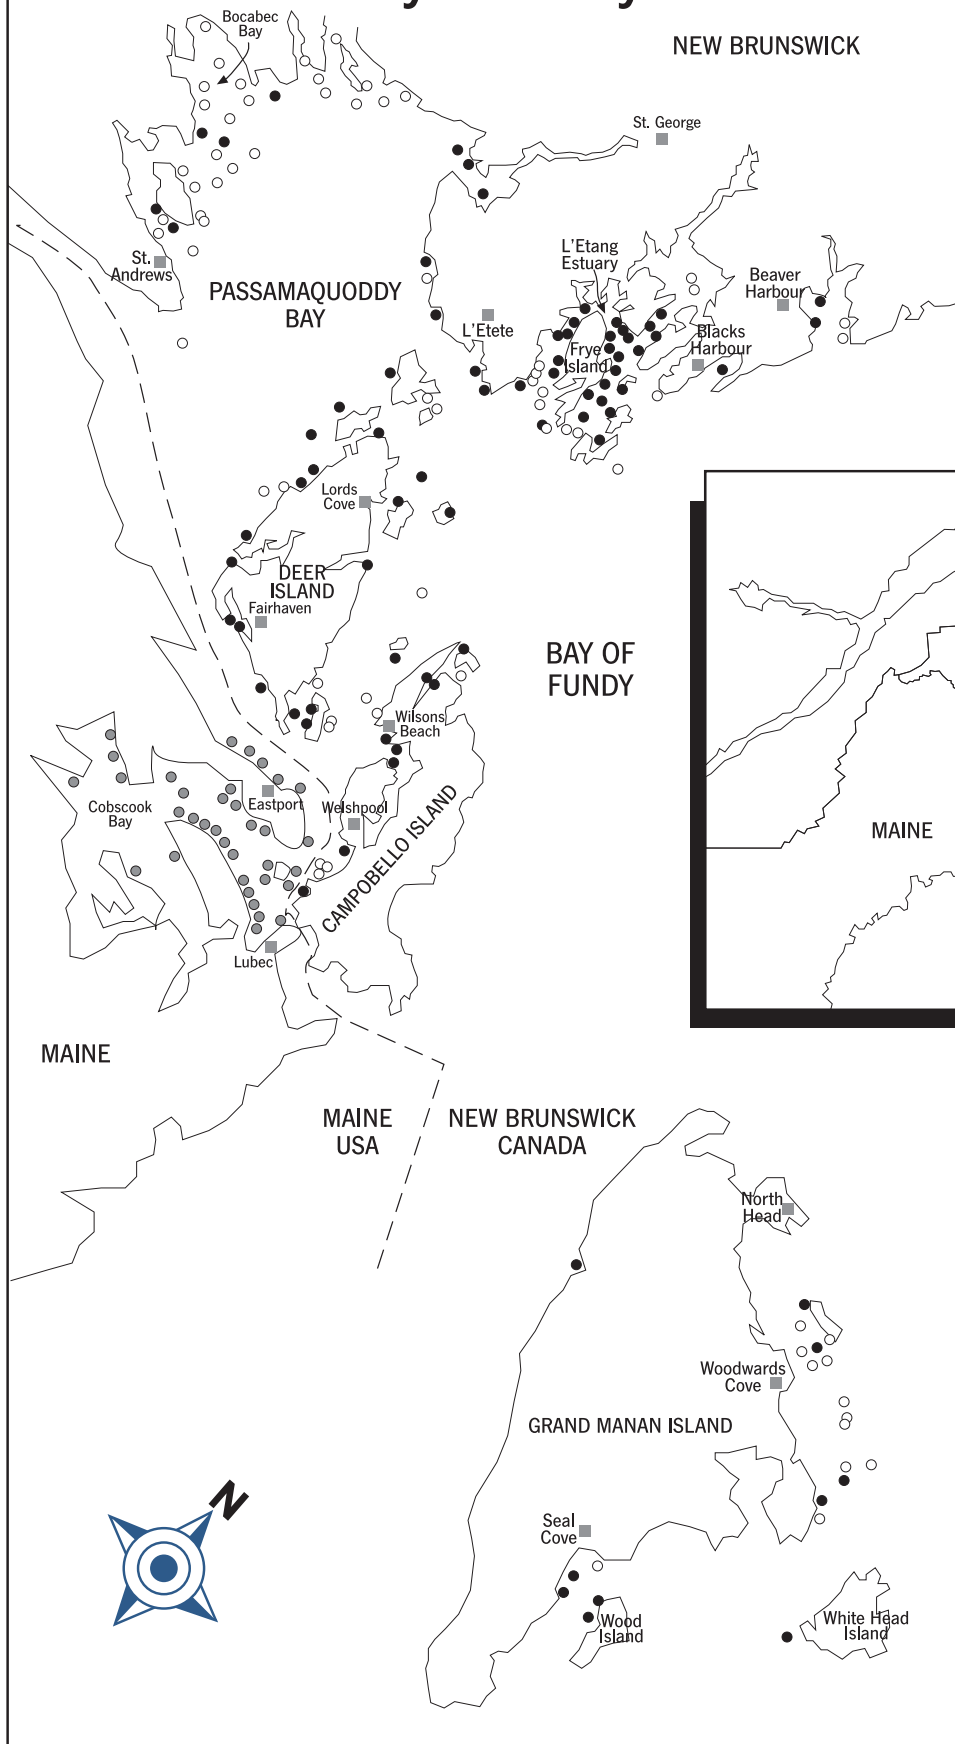 Bocabec
Bay
NEW BRUNSWICK
St. George
L'Etang
Estuary
St.
Andrews
PASSAMAQUODDY
BAY
Beaver
Harbour
L'Etete
Blacks
Harbour
Frye
Island
Lords
Cove
DEER
ISLAND
Fairhaven
BAY OF
FUNDY
Wilsons
Beach
Cobscook
Bay
Eastport
Welshpool
CAMPOBELLO ISLAND
MAINE
Lubec
MAINE
MAINE
USA
NEW BRUNSWICK
CANADA
North
Head
Woodwards
Cove
GRAND MANAN ISLAND
N
Seal
Cove
Wood
Island
White Head
Island